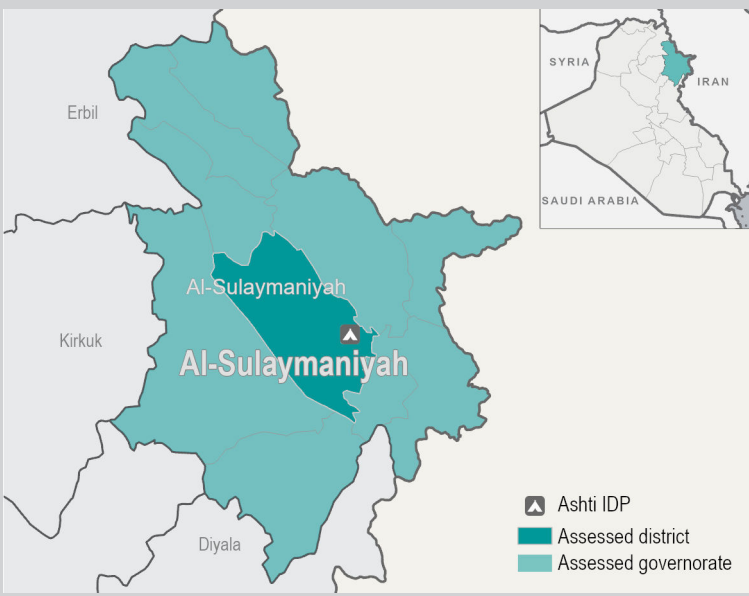 Erbil
Al-Sulaymaniyah
Kirkuk
Al-Sulaymaniyah
Diyala
SYRIA
IRAN
SAUDI ARABIA
Ashti IDP
Assessed district
Assessed governorate